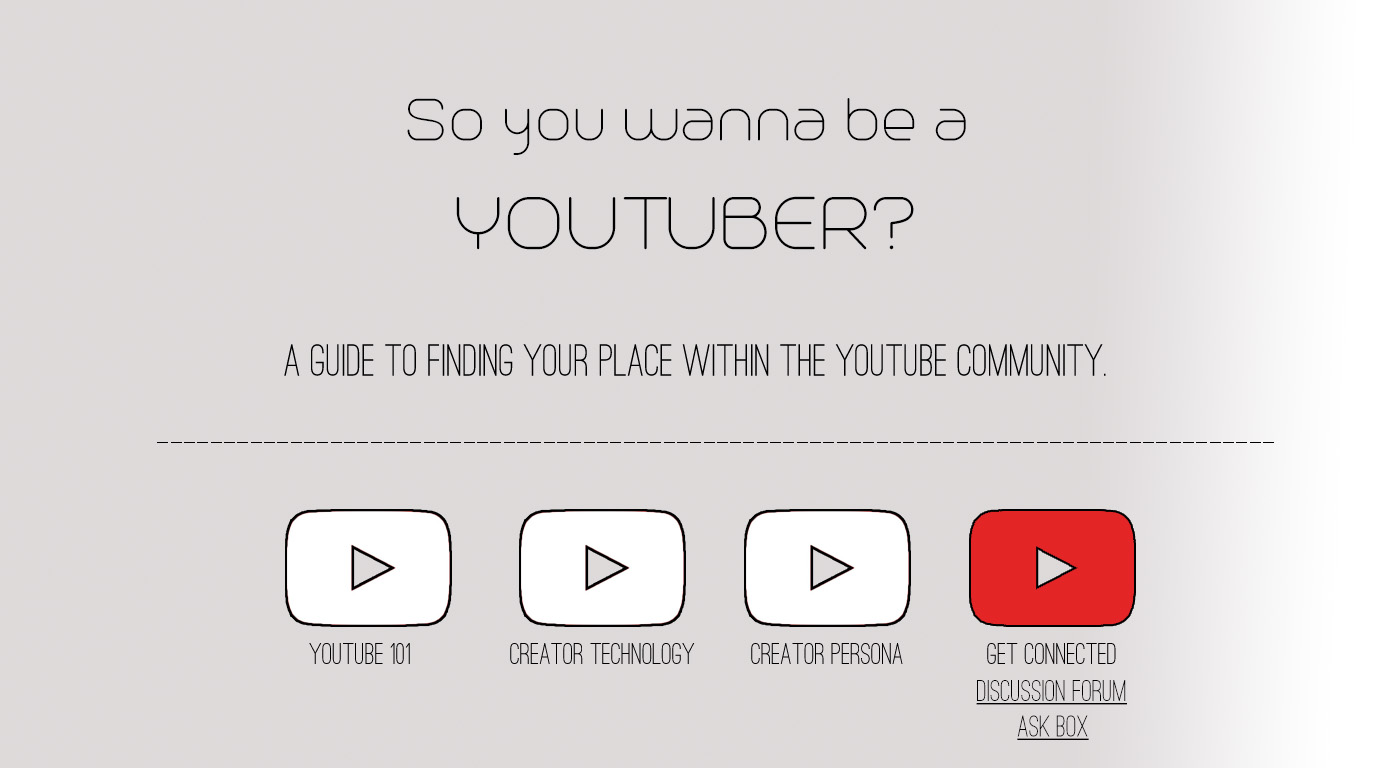 So you wanna be a
YOUTUBER?
A GUIDE TO FINDING YOUR PLACE WITHIN THE YOUTUBE COMMUNITY.
YOUTUBE 101
CREATOR TECHNOLOGY
CREATOR PERSONA
GET CONNECTED
DISCUSSION FORUM
ASK BOX